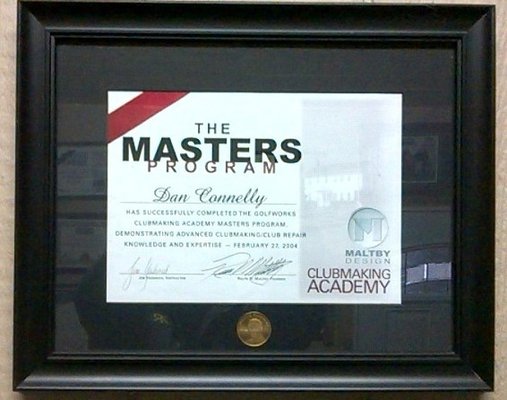 THE
MASTERS
PROGRAM
Dan Connelly
HAS SUCCESSFULLY COMPLETED THE GOLFWORKS
CLUBMAKING ACADEMY MASTERS PROGRAM,
DEMONSTRATING ADVANCED CLUBMAKING/CLUB REPAIR
KNOWLEDGE AND EXPERTISE – FEBRUARY 27, 2004
M
MALTBY
DESIGN
CLUBMAKING
ACADEMY